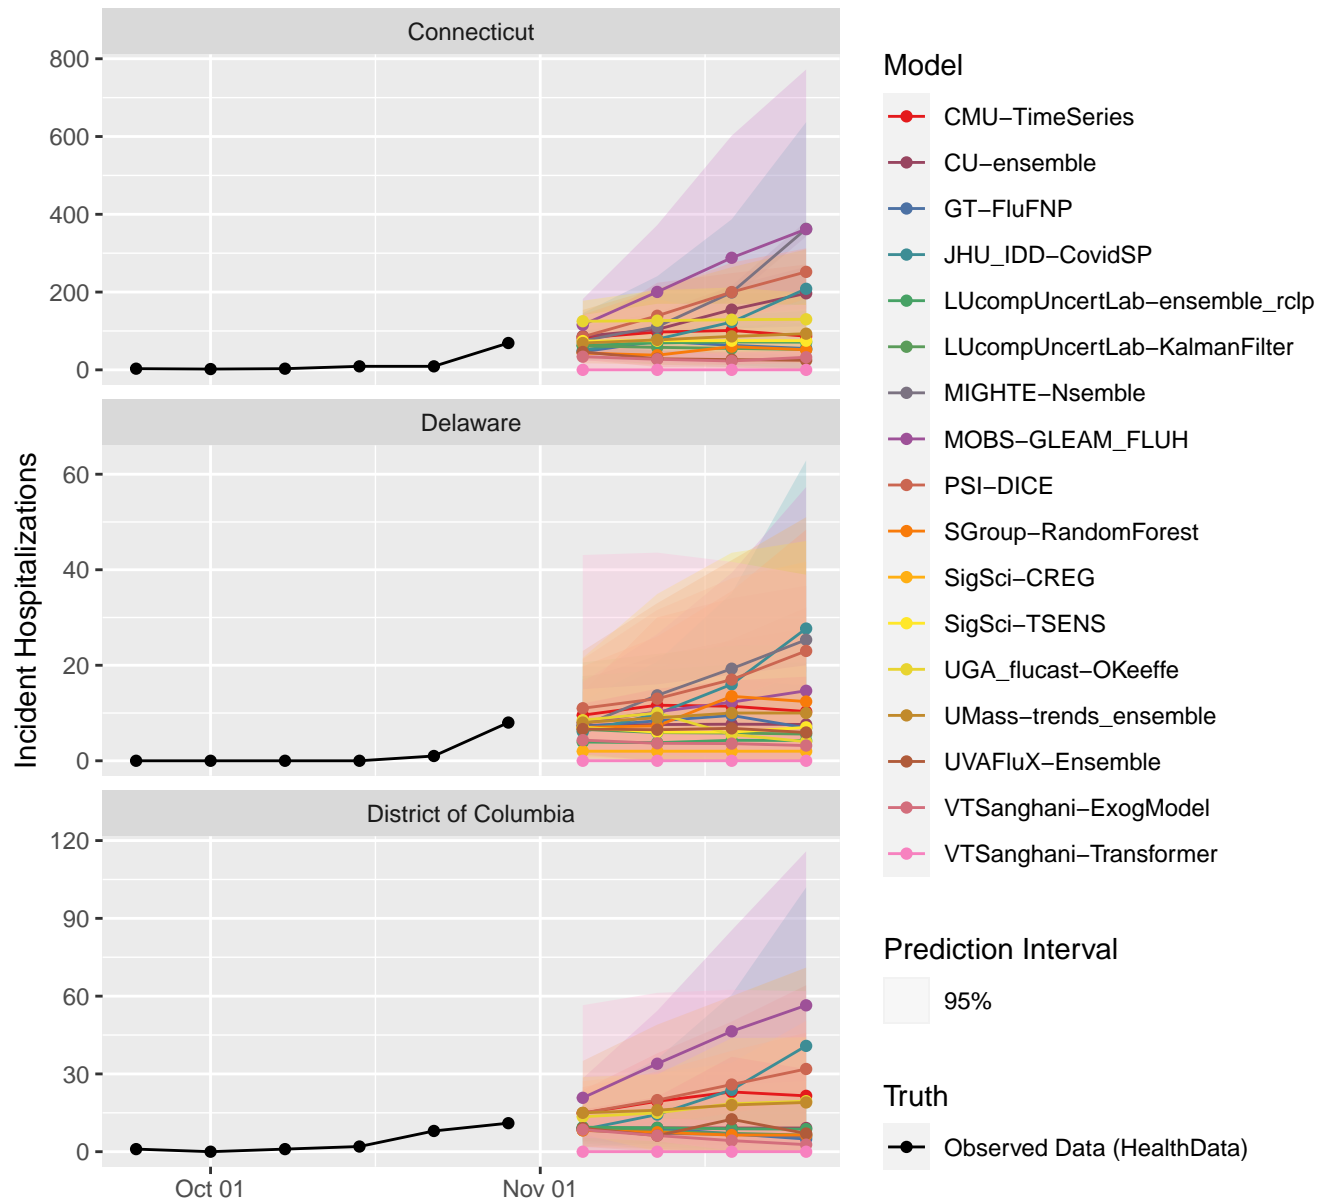 Connecticut
800
600
400
200
0
Delaware
60
40
20
0
District of Columbia
120
90
60
30
0
Oct 01
Nov 01
Incident Hospitalizations
Model
CMU−TimeSeries
CU−ensemble
GT−FluFNP
JHU_IDD−CovidSP
LUcompUncertLab−ensemble_rclp
LUcompUncertLab−KalmanFilter
MIGHTE−Nsemble
MOBS−GLEAM_FLUH
PSI−DICE
SGroup−RandomForest
SigSci−CREG
SigSci−TSENS
UGA_flucast−OKeeffe
UMass−trends_ensemble
UVAFluX−Ensemble
VTSanghani−ExogModel
VTSanghani−Transformer
Prediction Interval
95%
Truth
Observed Data (HealthData)